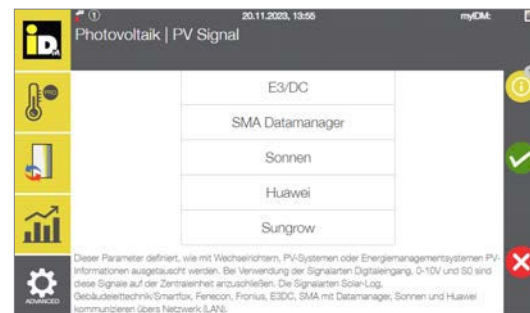 iDM
①
20.11.2023, 13:55
myIDM:
Photovoltaik | PV Signal
E3/DC
PRO
SMA Datamanager
Sonnen
Huawei
Sungrow
Dieser Parameter definiert, wie mit Wechselrichtern, PV-Systemen oder Energiemanagementsystemen PV-
Informationen ausgetauscht werden. Bei Verwendung der Signalarten Digitaleingang, 0-10V und S0 sind
diese Signale auf der Zentraleinheit anzuschließen. Die Signalarten Solar-Log,
Gebäudeleittechnik/Smartfox, Fenecon, Fronius, E3DC, SMA mit Datamanager, Sonnen und Huawei
kommunizieren übers Netzwerk (LAN).
ADVANCED